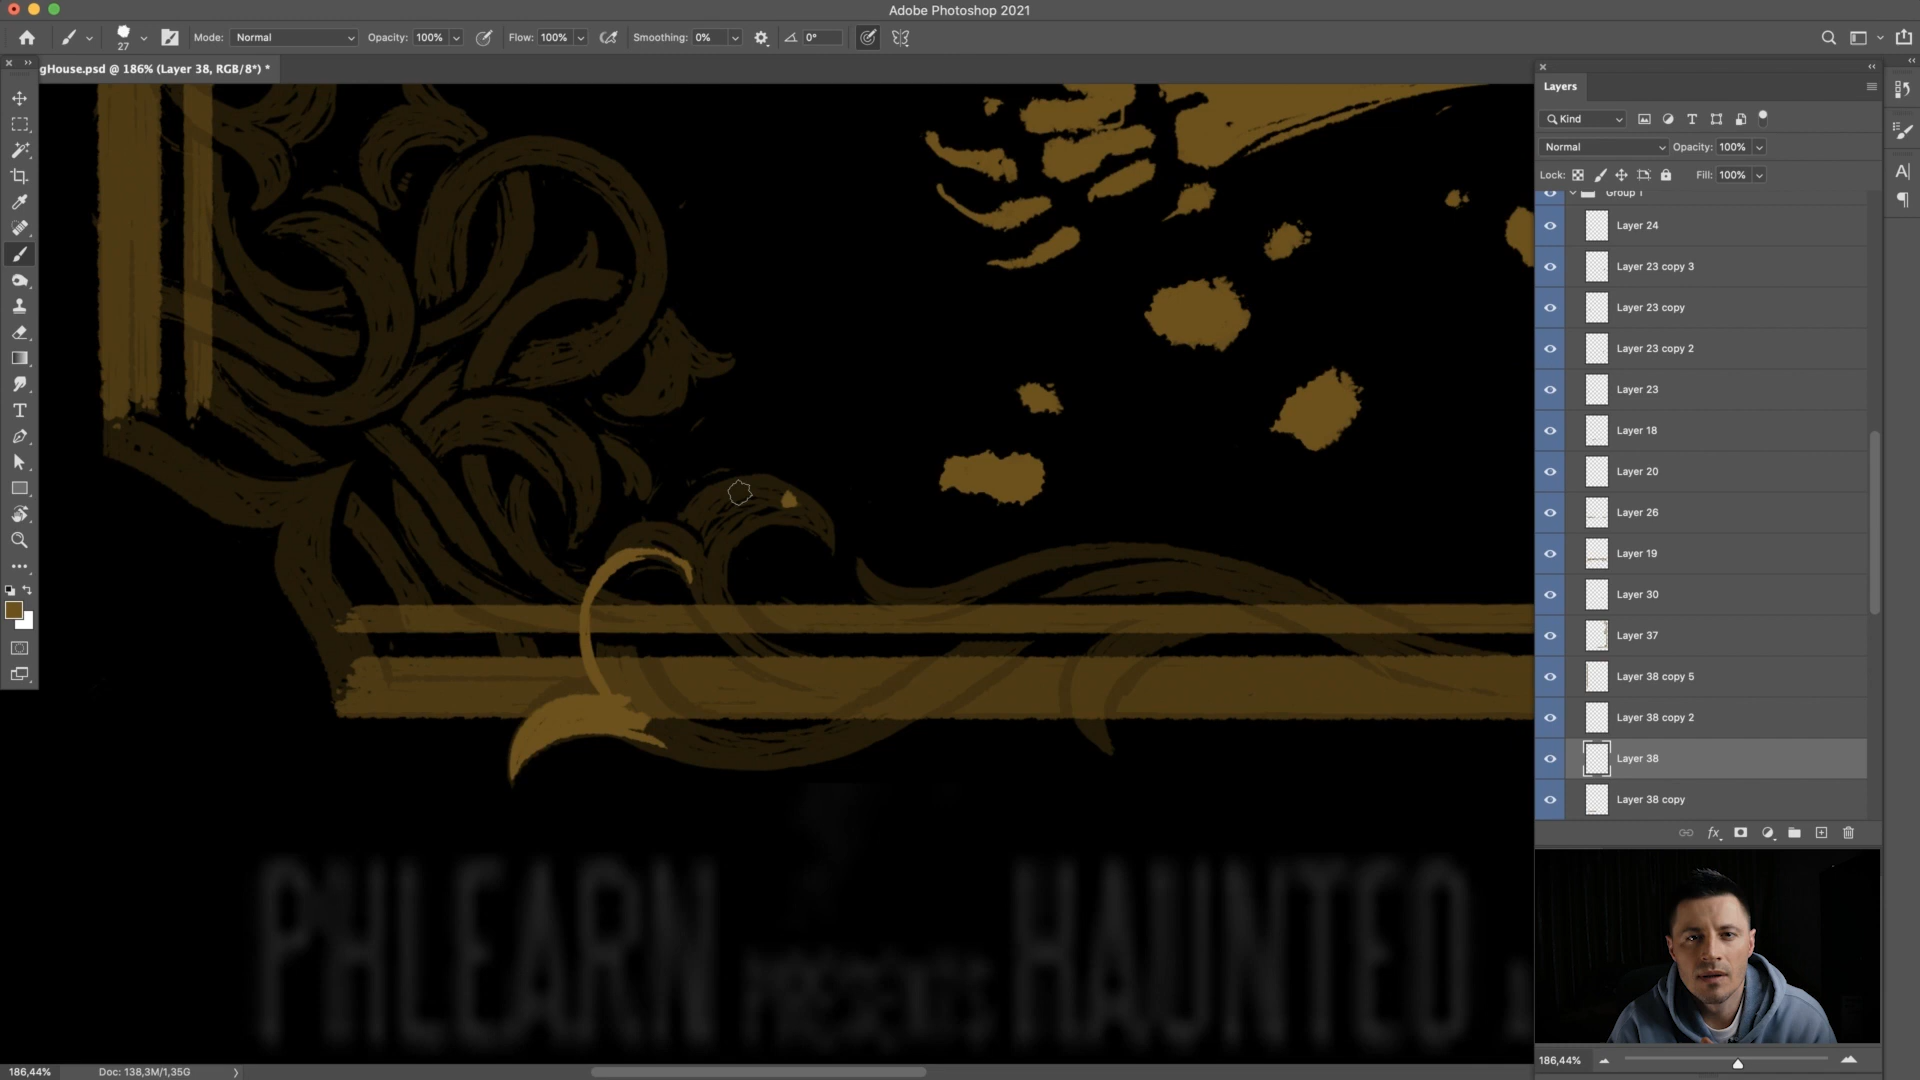 Adobe Photoshop 2021
27
Mode: Normal
Opacity: 100%
Flow: 100%
Smoothing: 0%
0°
gHouse.psd @ 186% (Layer 38, RGB/8*) *
Layers
Kind
Normal
Opacity: 100%
Lock:
Fill: 100%
Group 1
Layer 24
Layer 23 copy 3
Layer 23 copy
Layer 23 copy 2
Layer 23
Layer 18
Layer 20
Layer 26
Layer 19
Layer 30
Layer 37
Layer 38 copy 5
Layer 38 copy 2
Layer 38
Layer 38 copy
fx
PHLEARN PRESENTS HAUNTED
186,44%
186,44%
Doc: 138,3M/1,35G